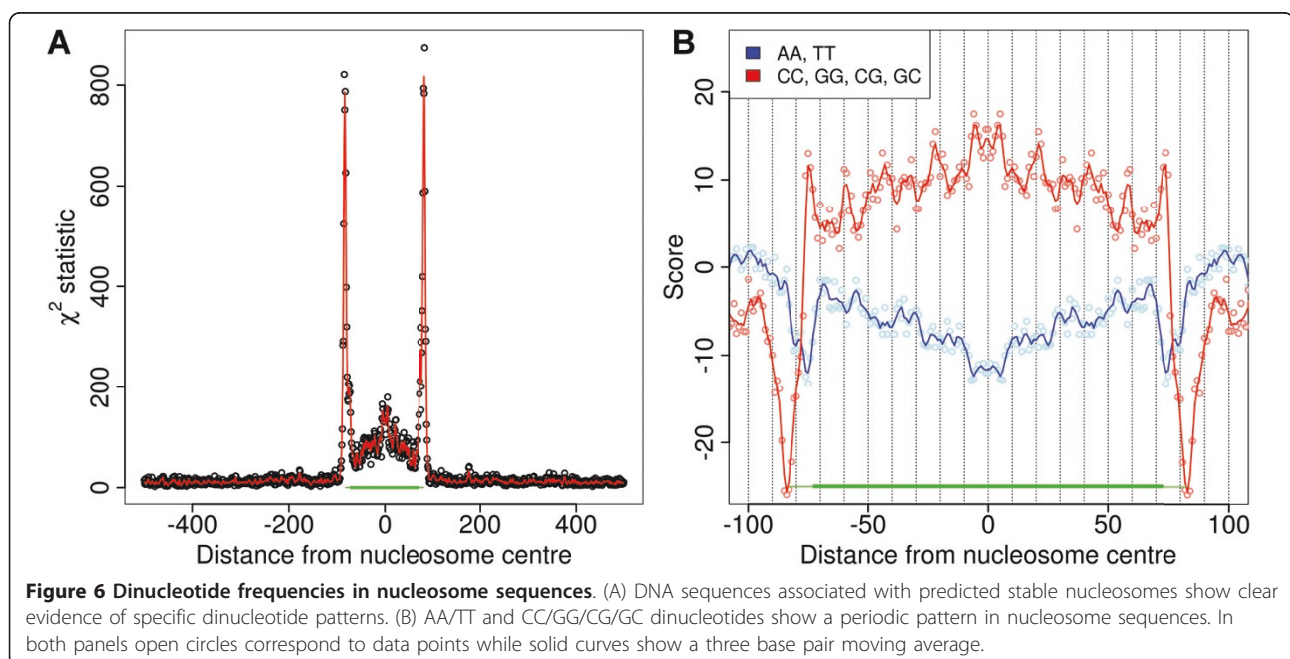 A
χ² statistic
800
600
400
200
0
-400
-200
0
200
400
Distance from nucleosome centre
B
AA, TT
CC, GG, CG, GC
Score
20
10
0
-10
-20
-100
-50
0
50
100
Distance from nucleosome centre
Figure 6 Dinucleotide frequencies in nucleosome sequences. (A) DNA sequences associated with predicted stable nucleosomes show clear
evidence of specific dinucleotide patterns. (B) AA/TT and CC/GG/CG/GC dinucleotides show a periodic pattern in nucleosome sequences. In
both panels open circles correspond to data points while solid curves show a three base pair moving average.